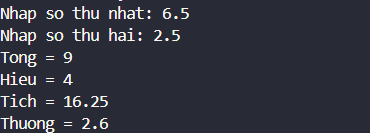 Nhap so thu nhat: 6.5
Nhap so thu hai: 2.5
Tong = 9
Hieu = 4
Tich = 16.25
Thuong = 2.6